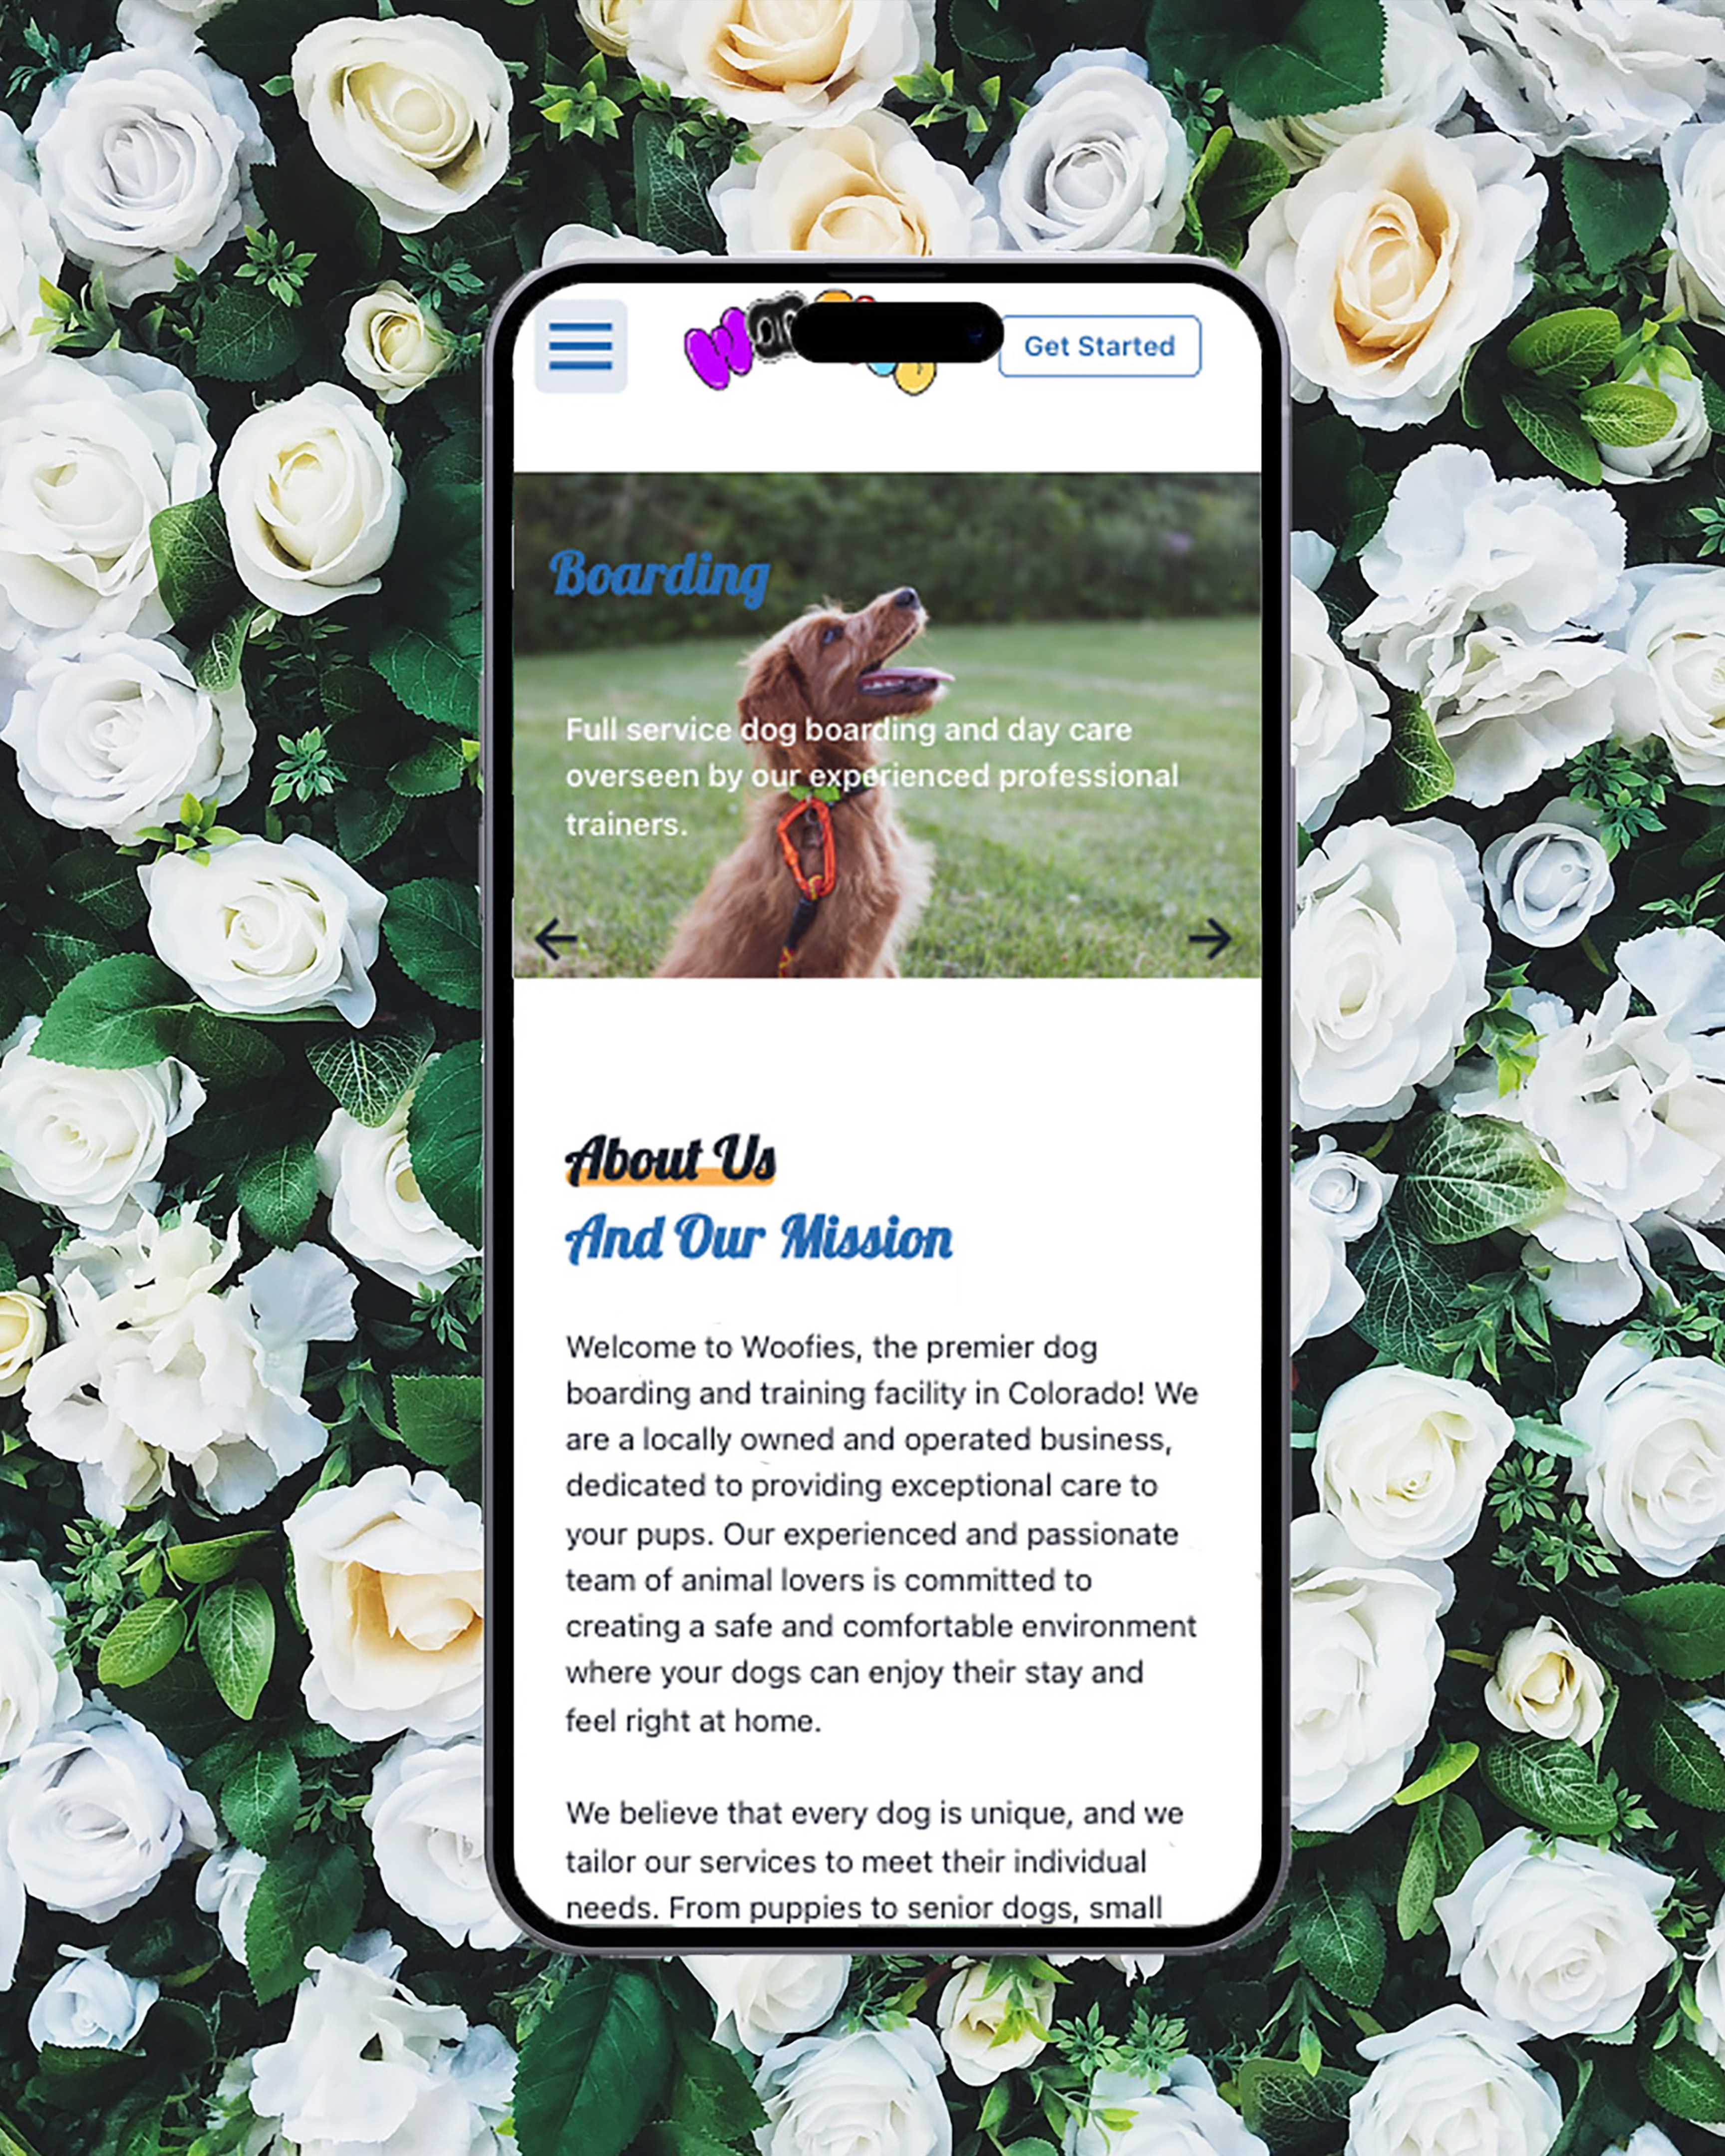 Get Started
Boarding
Full service dog boarding and day care
overseen by our experienced professional
trainers.
About Us
And Our Mission
Welcome to Woofies, the premier dog
boarding and training facility in Colorado! We
are a locally owned and operated business,
dedicated to providing exceptional care to
your pups. Our experienced and passionate
team of animal lovers is committed to
creating a safe and comfortable environment
where your dogs can enjoy their stay and
feel right at home.
We believe that every dog is unique, and we
tailor our services to meet their individual
needs. From puppies to senior dogs, small